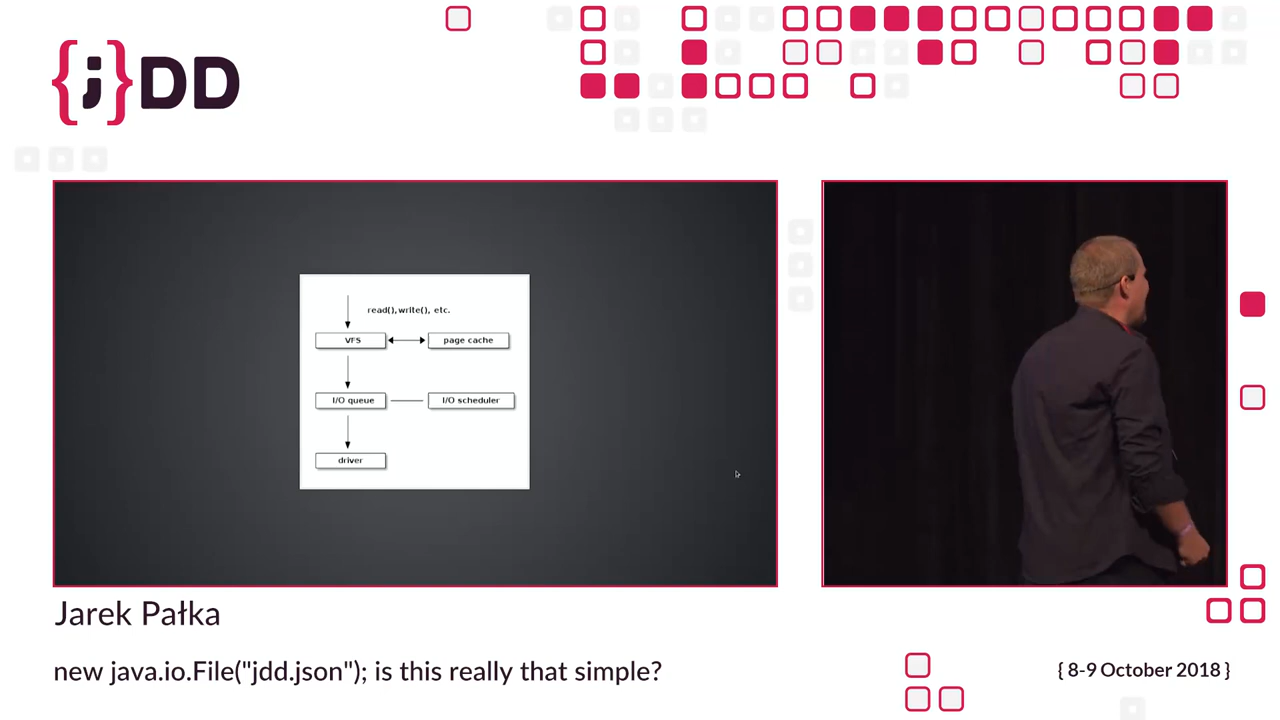 {j}DD
read(), write(), etc.
VFS
page cache
I/O queue
I/O scheduler
driver
Jarek Pałka
new java.io.File("jdd.json"); is this really that simple?
{ 8-9 October 2018 }